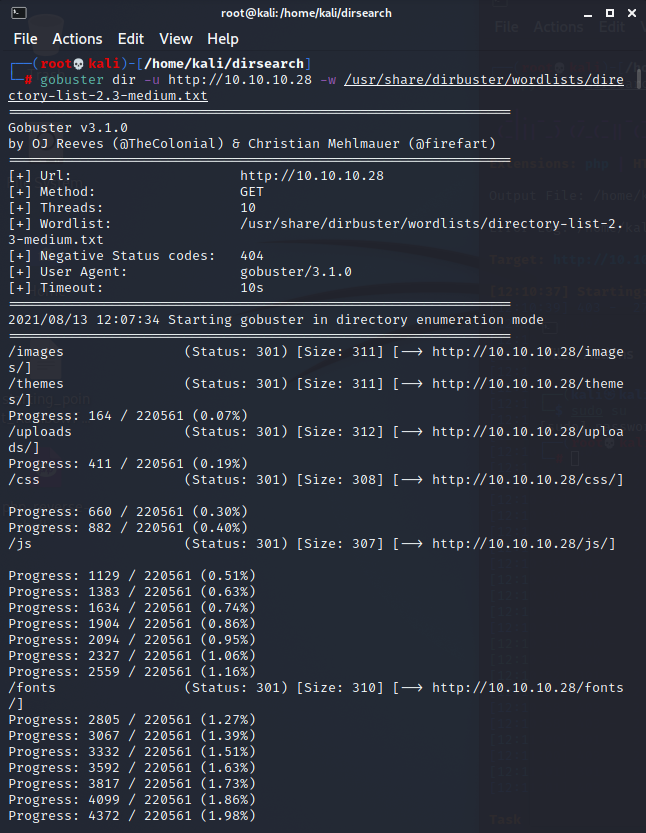 root@kali:/home/kali/dirsearch
File Actions Edit View Help
┌──(root💀kali)-[/home/kali/dirsearch]
└─# gobuster dir -u http://10.10.10.28 -w /usr/share/dirbuster/wordlists/dire
ctory-list-2.3-medium.txt
===============================================================
Gobuster v3.1.0
by OJ Reeves (@TheColonial) & Christian Mehlmauer (@firefart)
===============================================================
[+] Url:                     http://10.10.10.28
[+] Method:                  GET
[+] Threads:                 10
[+] Wordlist:                /usr/share/dirbuster/wordlists/directory-list-2.
3-medium.txt
[+] Negative Status codes:   404
[+] User Agent:              gobuster/3.1.0
[+] Timeout:                 10s
===============================================================
2021/08/13 12:07:34 Starting gobuster in directory enumeration mode
===============================================================
/images               (Status: 301) [Size: 311] [--> http://10.10.10.28/image
s/]
/themes               (Status: 301) [Size: 311] [--> http://10.10.10.28/theme
s/]
Progress: 164 / 220561 (0.07%)
/uploads              (Status: 301) [Size: 312] [--> http://10.10.10.28/uploa
ds/]
Progress: 411 / 220561 (0.19%)
/css                  (Status: 301) [Size: 308] [--> http://10.10.10.28/css/]
Progress: 660 / 220561 (0.30%)
Progress: 882 / 220561 (0.40%)
/js                   (Status: 301) [Size: 307] [--> http://10.10.10.28/js/]
Progress: 1129 / 220561 (0.51%)
Progress: 1383 / 220561 (0.63%)
Progress: 1634 / 220561 (0.74%)
Progress: 1904 / 220561 (0.86%)
Progress: 2094 / 220561 (0.95%)
Progress: 2327 / 220561 (1.06%)
Progress: 2559 / 220561 (1.16%)
/fonts                (Status: 301) [Size: 310] [--> http://10.10.10.28/fonts
/]
Progress: 2805 / 220561 (1.27%)
Progress: 3067 / 220561 (1.39%)
Progress: 3332 / 220561 (1.51%)
Progress: 3592 / 220561 (1.63%)
Progress: 3817 / 220561 (1.73%)
Progress: 4099 / 220561 (1.86%)
Progress: 4372 / 220561 (1.98%)